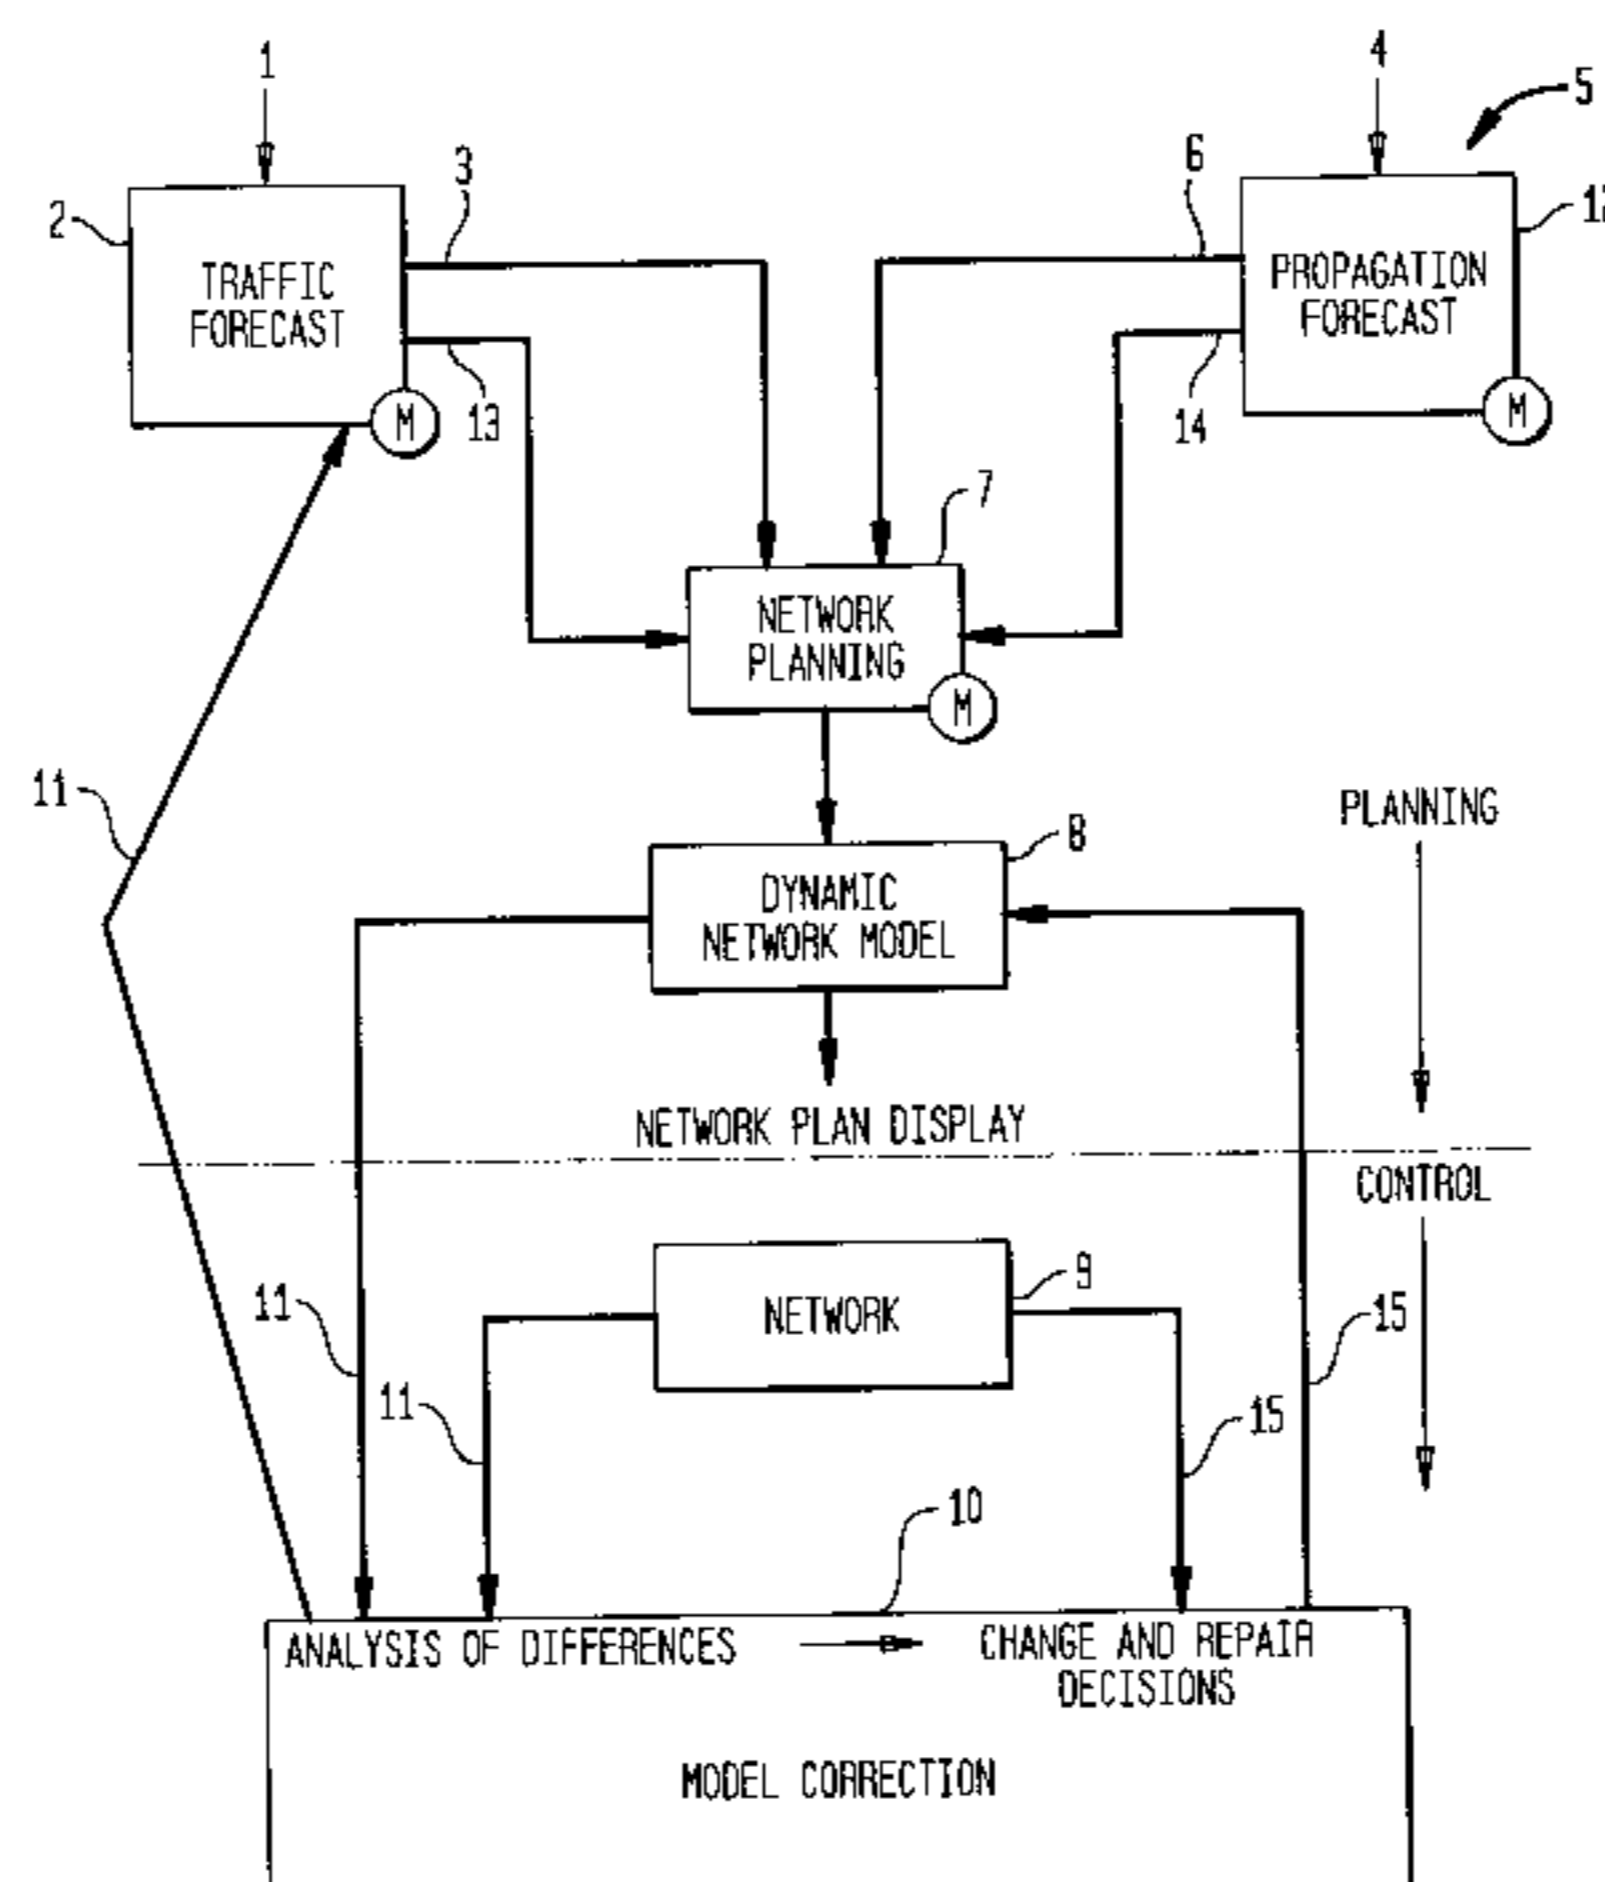 1
4
5
3
6
2
12
TRAFFIC
FORECAST
PROPAGATION
FORECAST
M
13
14
M
7
NETWORK
PLANNING
M
11
PLANNING
8
DYNAMIC
NETWORK MODEL
NETWORK PLAN DISPLAY
CONTROL
9
NETWORK
11
15
11
15
10
ANALYSIS OF DIFFERENCES
CHANGE AND REPAIR
DECISIONS
MODEL CORRECTION